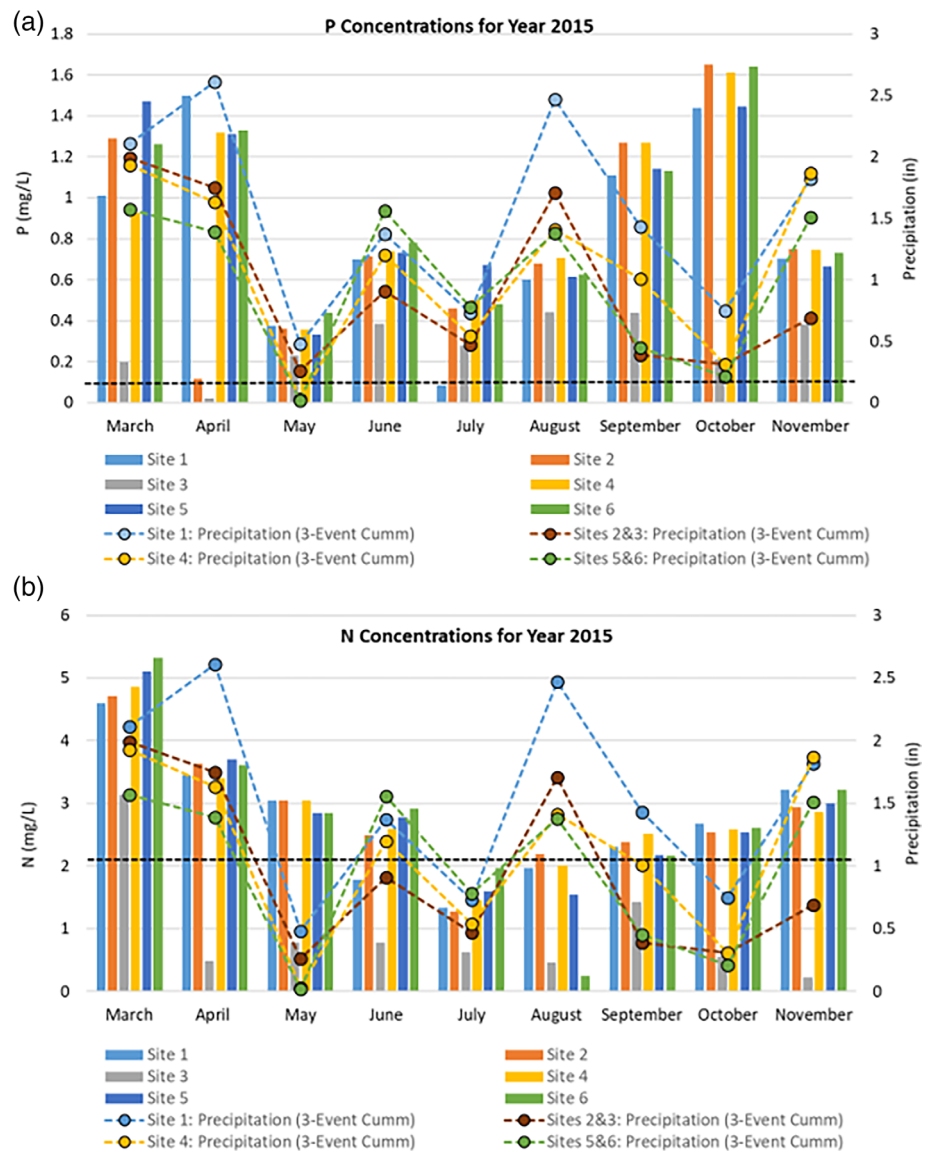 (a)
P Concentrations for Year 2015
1.8 3
1.6
1.4 2.5
1.2 2
1
0.8 1.5
0.6 1
0.4
0.2 0.5
0 0
P (mg/L)
Precipitation (in)
March April May June July August September October November
Site 1 Site 2
Site 3 Site 4
Site 5 Site 6
Site 1: Precipitation (3-Event Cumm) Sites 2&3: Precipitation (3-Event Cumm)
Site 4: Precipitation (3-Event Cumm) Sites 5&6: Precipitation (3-Event Cumm)
(b)
N Concentrations for Year 2015
6 3
5 2.5
4 2
3 1.5
2 1
1 0.5
0 0
N (mg/L)
Precipitation (in)
March April May June July August September October November
Site 1 Site 2
Site 3 Site 4
Site 5 Site 6
Site 1: Precipitation (3-Event Cumm) Sites 2&3: Precipitation (3-Event Cumm)
Site 4: Precipitation (3-Event Cumm) Sites 5&6: Precipitation (3-Event Cumm)